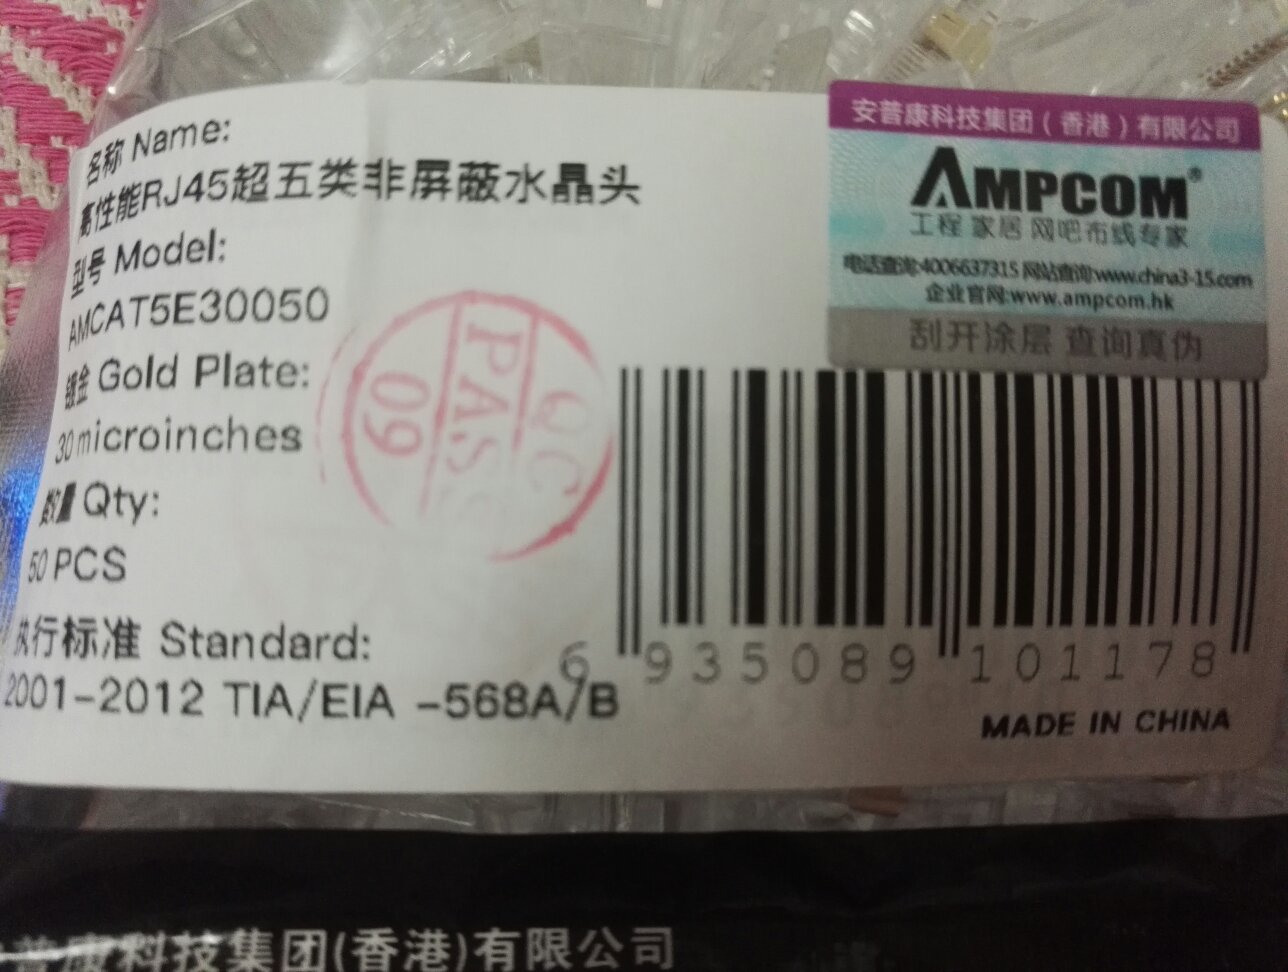 名称 Name:
高性能RJ45超五类非屏蔽水晶头
型号 Model:
AMCAT5E30050
镀金 Gold Plate:
30 microinches
数量 Qty:
50 PCS
执行标准 Standard:
2001-2012 TIA/EIA -568A/B
QC
PASS
09
安普康科技集团（香港）有限公司
AMPCOM®
工程 家居 网吧布线专家
电话查询:4006637315 网站查询:www.china3-15.com
企业官网:www.ampcom.hk
刮开涂层 查询真伪
6 935089 101178
MADE IN CHINA
普康科技集团(香港)有限公司